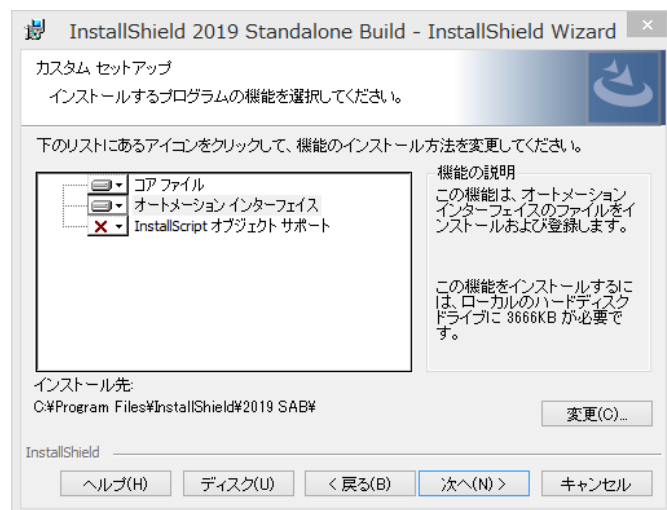 InstallShield 2019 Standalone Build - InstallShield Wizard
カスタム セットアップ
インストールするプログラムの機能を選択してください。
下のリストにあるアイコンをクリックして、機能のインストール方法を変更してください。
コア ファイル
オートメーション インターフェイス
InstallScript オブジェクト サポート
機能の説明
この機能は、オートメーション
インターフェイスのファイルをイ
ンストールおよび登録します。
この機能をインストールするに
は、ローカルのハードディスク
ドライブに 3666KB が必要で
す。
インストール先:
C:¥Program Files¥InstallShield¥2019 SAB¥
変更(C)...
InstallShield
ヘルプ(H) ディスク(U) < 戻る(B) 次へ(N) > キャンセル